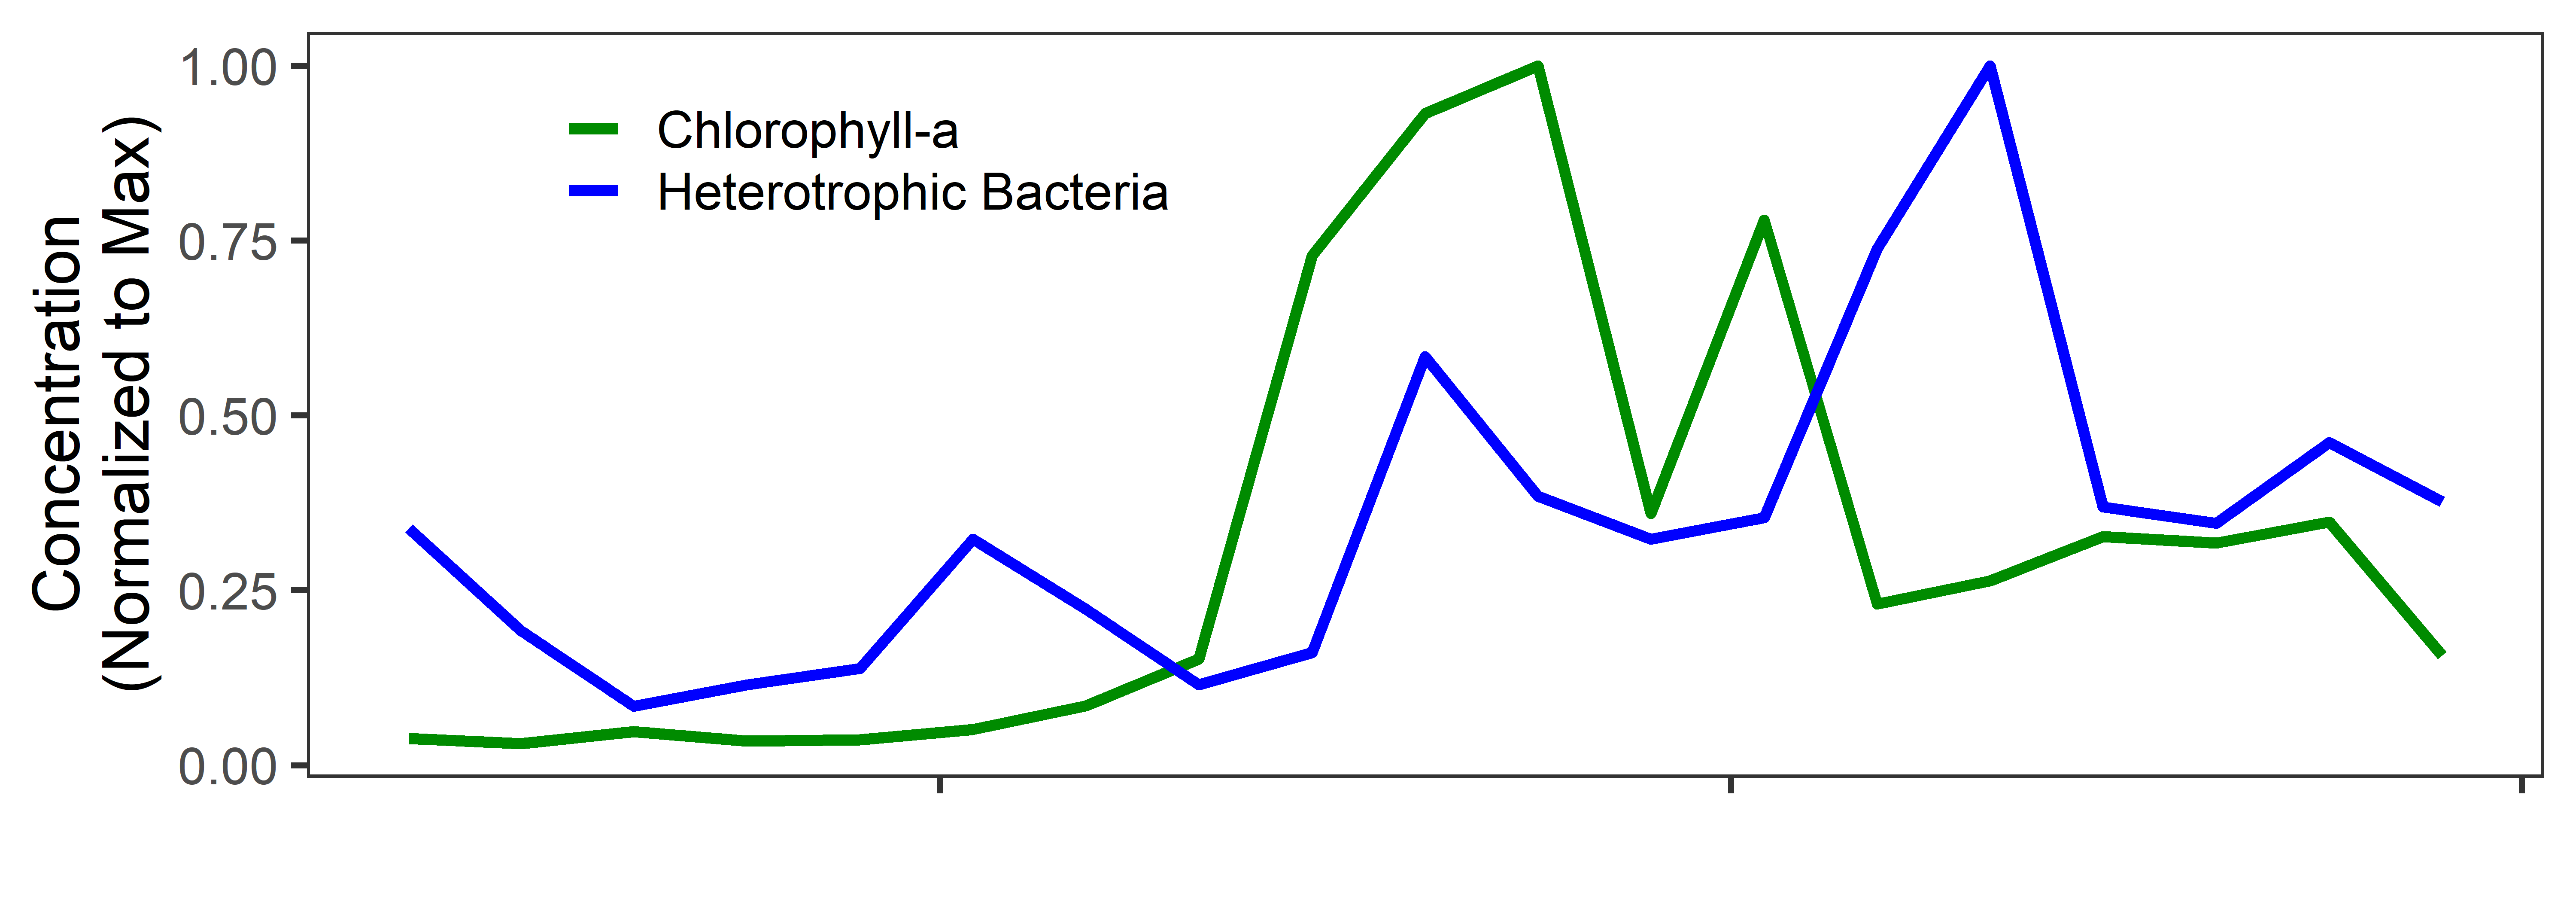 Concentration
(Normalized to Max)
1.00
0.75
0.50
0.25
0.00
Chlorophyll-a
Heterotrophic Bacteria